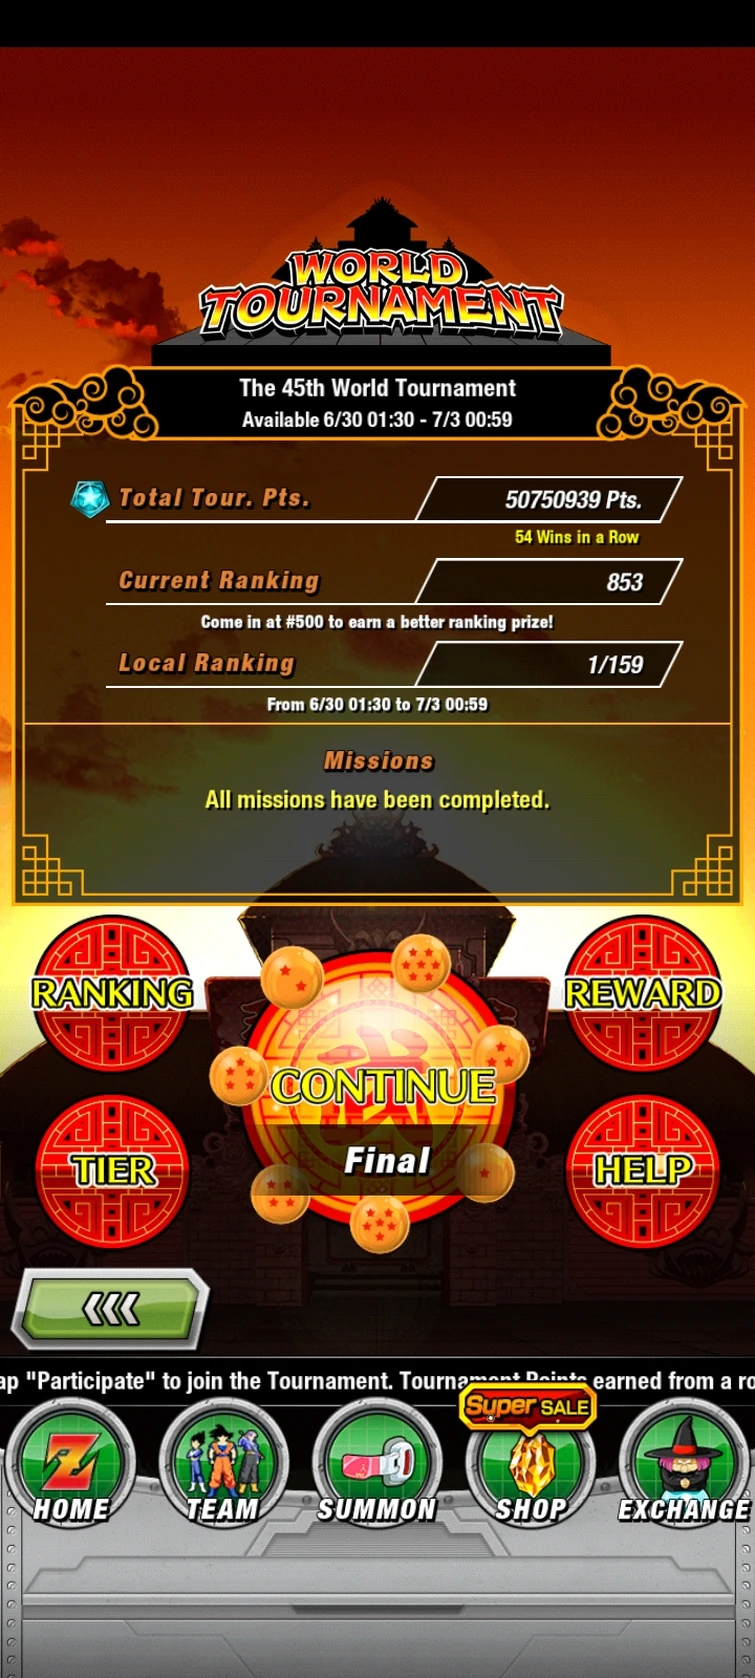 WORLD
TOURNAMENT
The 45th World Tournament
Available 6/30 01:30 - 7/3 00:59
Total Tour. Pts.
50750939 Pts.
54 Wins in a Row
Current Ranking
853
Come in at #500 to earn a better ranking prize!
Local Ranking
1/159
From 6/30 01:30 to 7/3 00:59
Missions
All missions have been completed.
RANKING
REWARD
CONTINUE
Final
TIER
HELP
"Participate" to join the Tournament. Tournament Points earned from a
Super SALE
HOME
TEAM
SUMMON
SHOP
EXCHANGE